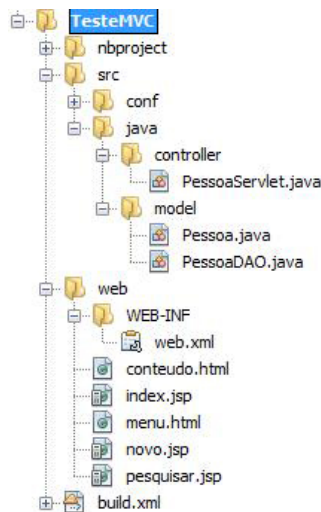 TesteMVC
nbproject
src
conf
java
controller
PessoaServlet.java
model
Pessoa.java
PessoaDAO.java
web
WEB-INF
web.xml
conteudo.html
index.jsp
menu.html
novo.jsp
pesquisar.jsp
build.xml